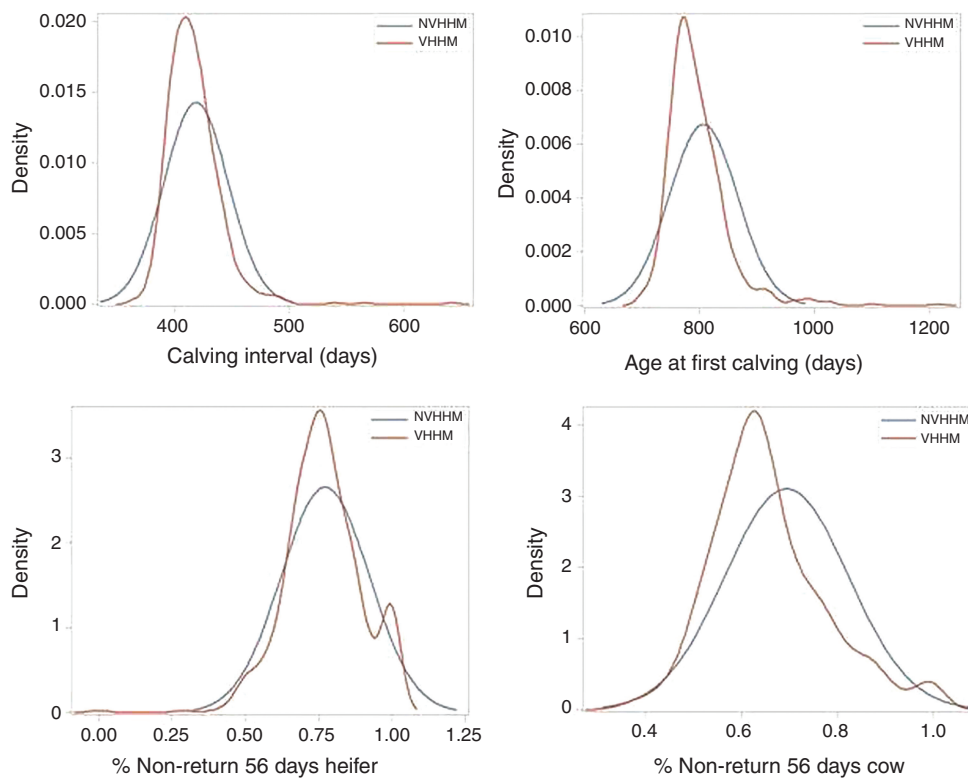 NVHHM
VHHM
0.020
0.015
0.010
0.005
0.000
Density
400
500
600
Calving interval (days)
NVHHM
VHHM
0.010
0.008
0.006
0.004
0.002
0.000
Density
600
800
1000
1200
Age at first calving (days)
NVHHM
VHHM
3
2
1
0
Density
0.00
0.25
0.50
0.75
1.00
1.25
% Non-return 56 days heifer
NVHHM
VHHM
4
3
2
1
0
Density
0.4
0.6
0.8
1.0
% Non-return 56 days cow